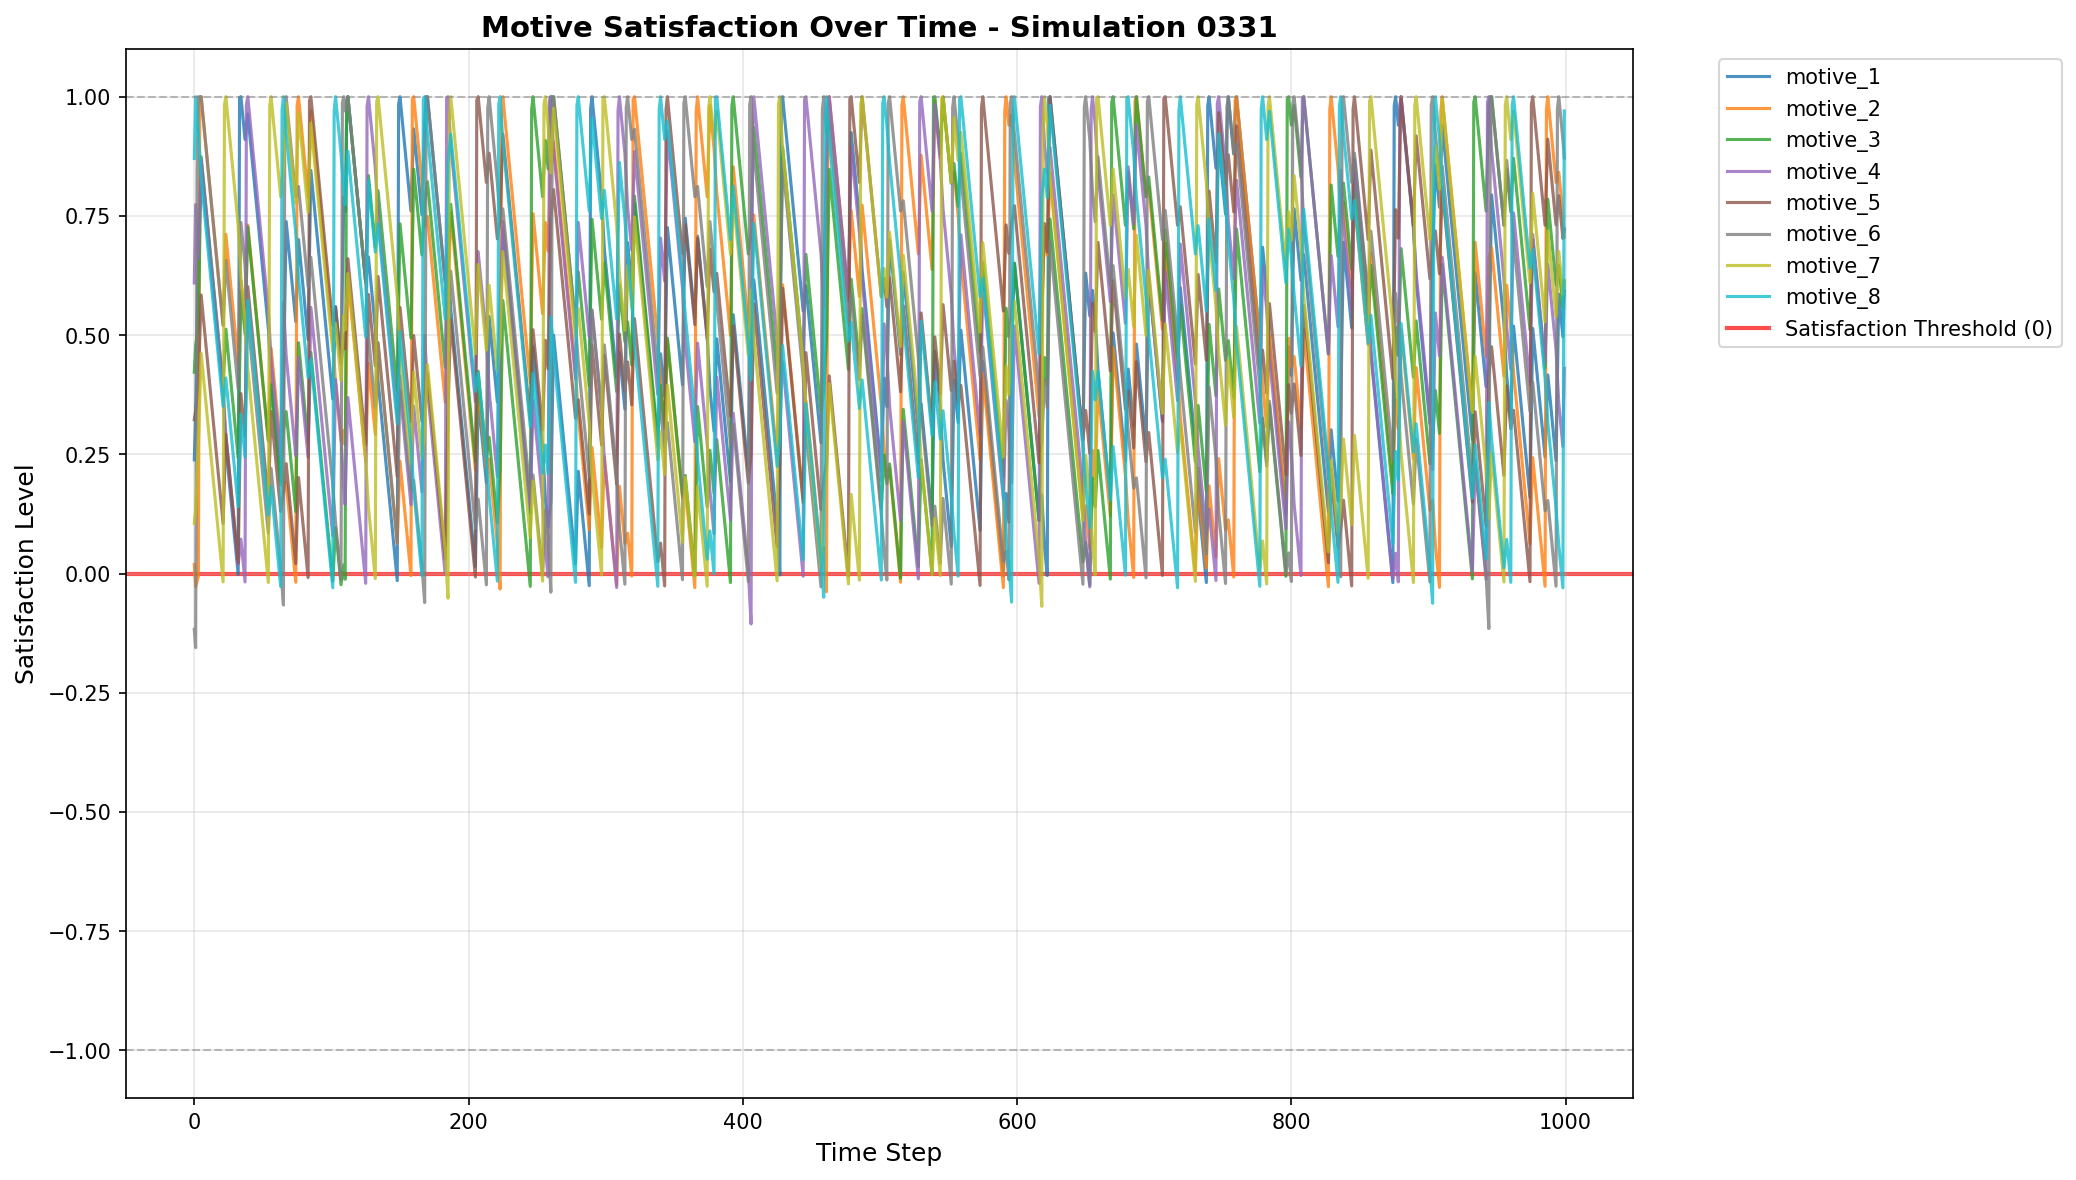 Motive Satisfaction Over Time - Simulation 0331
Satisfaction Level
1.00
0.75
0.50
0.25
0.00
−0.25
−0.50
−0.75
−1.00
0
200
400
600
800
1000
Time Step
motive_1
motive_2
motive_3
motive_4
motive_5
motive_6
motive_7
motive_8
Satisfaction Threshold (0)